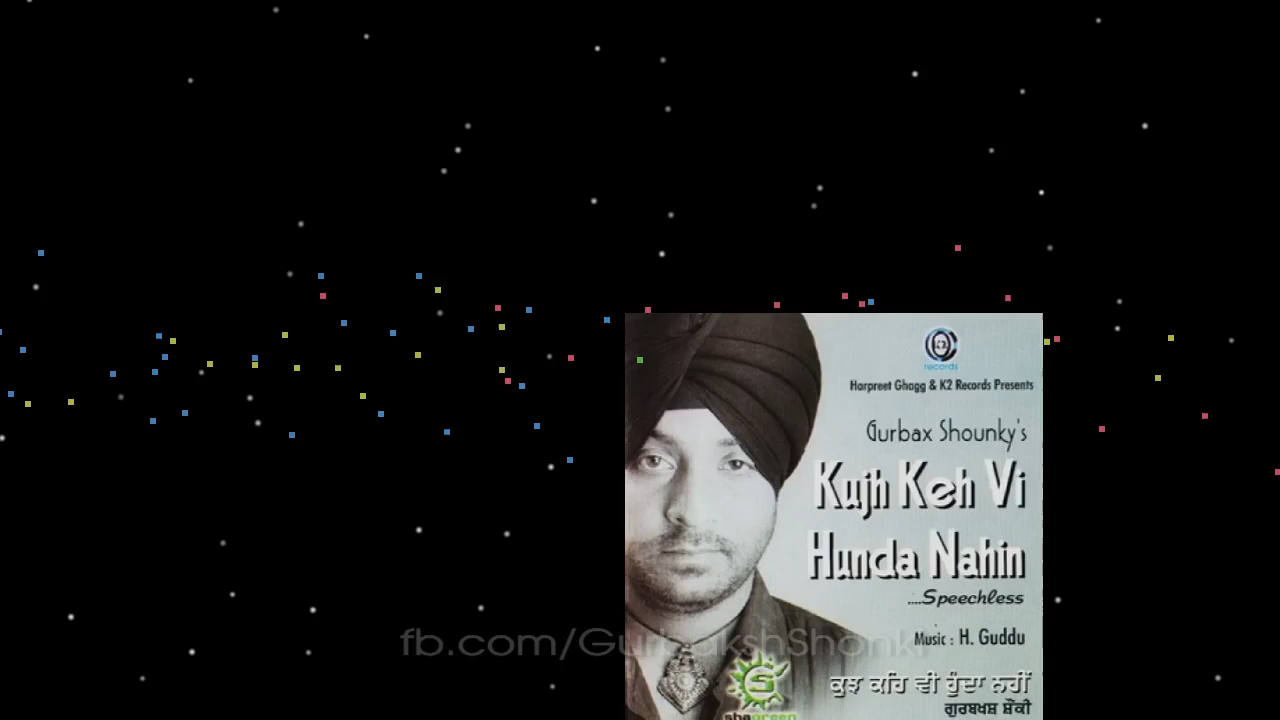 K2
records
Harpreet Ghagg & K2 Records Presents
Gurbax Shounky's
Kujh Keh Vi
Hunda Nahin
....Speechless
fb.com/GurbakshShonki
Music : H. Guddu
ਕੁਝ ਕਹਿ ਵੀ ਹੁੰਦਾ ਨਹੀਂ
ਗੁਰਬਖਸ਼ ਸ਼ੌਂਕੀ